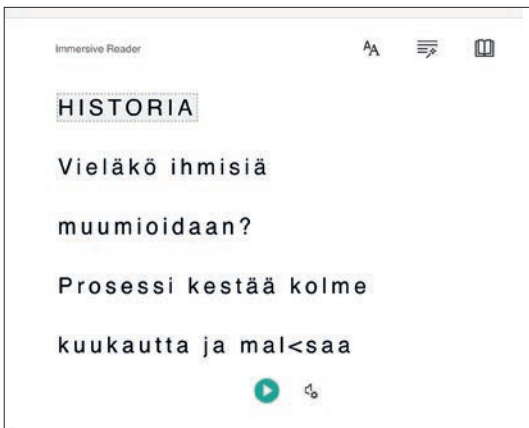 Immersive Reader
HISTORIA
Vieläkö ihmisiä
muumioidaan?
Prosessi kestää kolme
kuukautta ja mal<saa